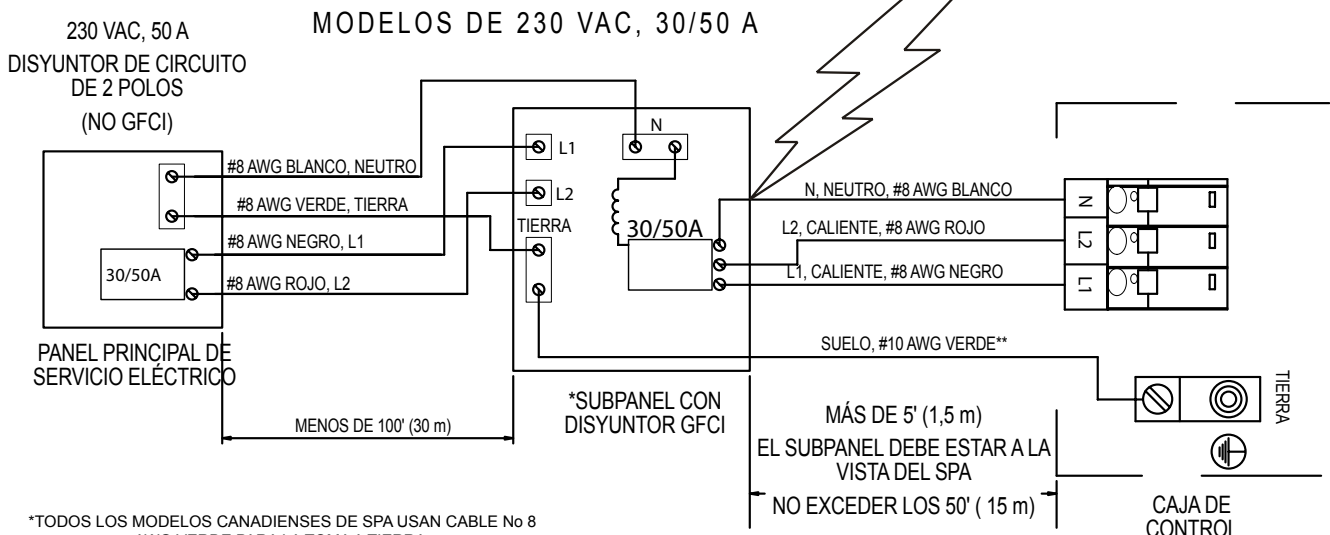 MODELOS DE 230 VAC, 30/50 A
230 VAC, 50 A
DISYUNTOR DE CIRCUITO
DE 2 POLOS
(NO GFCI)
#8 AWG BLANCO, NEUTRO
#8 AWG VERDE, TIERRA
#8 AWG NEGRO, L1
#8 AWG ROJO, L2
30/50A
PANEL PRINCIPAL DE
SERVICIO ELÉCTRICO
MENOS DE 100' (30 m)
L1
L2
N
TIERRA
30/50A
*SUBPANEL CON
DISYUNTOR GFCI
N, NEUTRO, #8 AWG BLANCO
L2, CALIENTE, #8 AWG ROJO
L1, CALIENTE, #8 AWG NEGRO
SUELO, #10 AWG VERDE**
N
L2
L1
TIERRA
MÁS DE 5' (1,5 m)
EL SUBPANEL DEBE ESTAR A LA
VISTA DEL SPA
NO EXCEDER LOS 50' ( 15 m)
CAJA DE
CONTROL
*TODOS LOS MODELOS CANADIENSES DE SPA USAN CABLE No 8